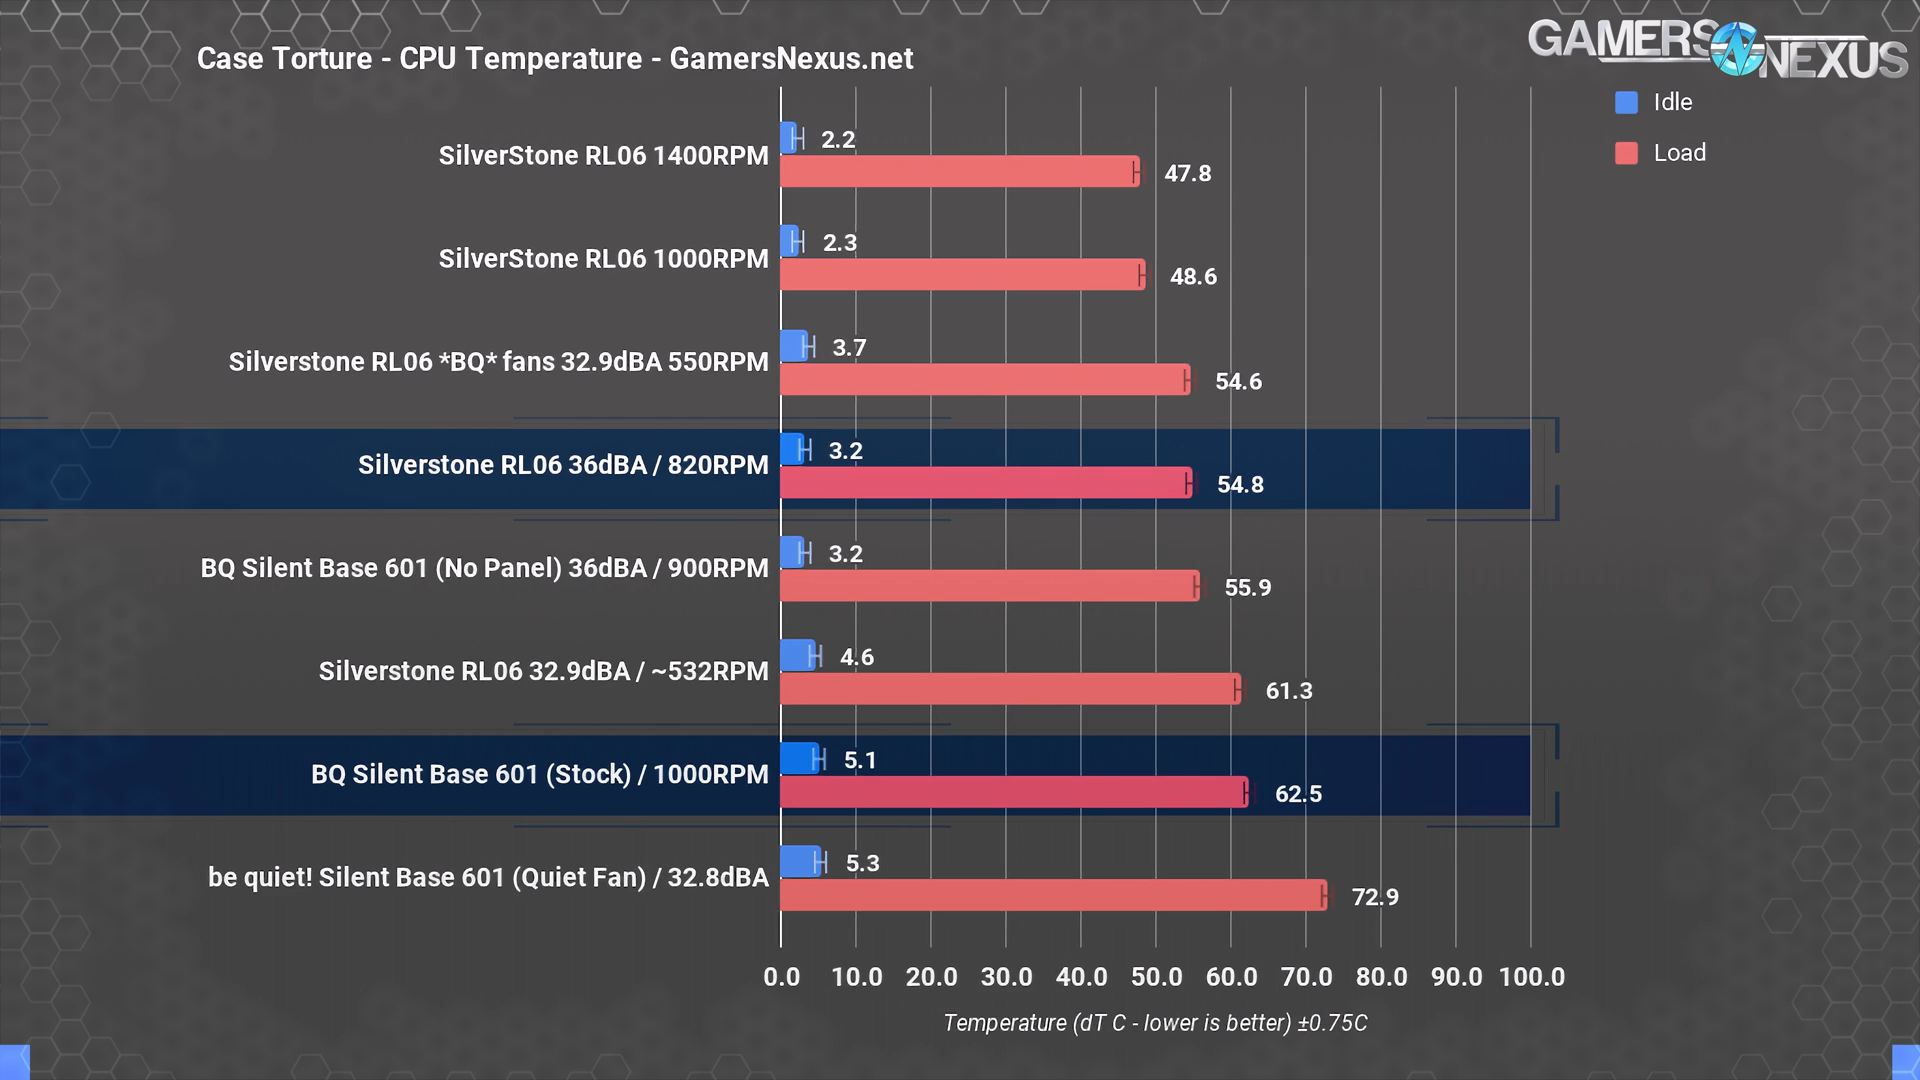 Case Torture - CPU Temperature - GamersNexus.net
GAMERS NEXUS
Idle
Load
SilverStone RL06 1400RPM
2.2
47.8
SilverStone RL06 1000RPM
2.3
48.6
Silverstone RL06 *BQ* fans 32.9dBA 550RPM
3.7
54.6
Silverstone RL06 36dBA / 820RPM
3.2
54.8
BQ Silent Base 601 (No Panel) 36dBA / 900RPM
3.2
55.9
Silverstone RL06 32.9dBA / ~532RPM
4.6
61.3
BQ Silent Base 601 (Stock) / 1000RPM
5.1
62.5
be quiet! Silent Base 601 (Quiet Fan) / 32.8dBA
5.3
72.9
0.0 10.0 20.0 30.0 40.0 50.0 60.0 70.0 80.0 90.0 100.0
Temperature (dT C - lower is better) ±0.75C